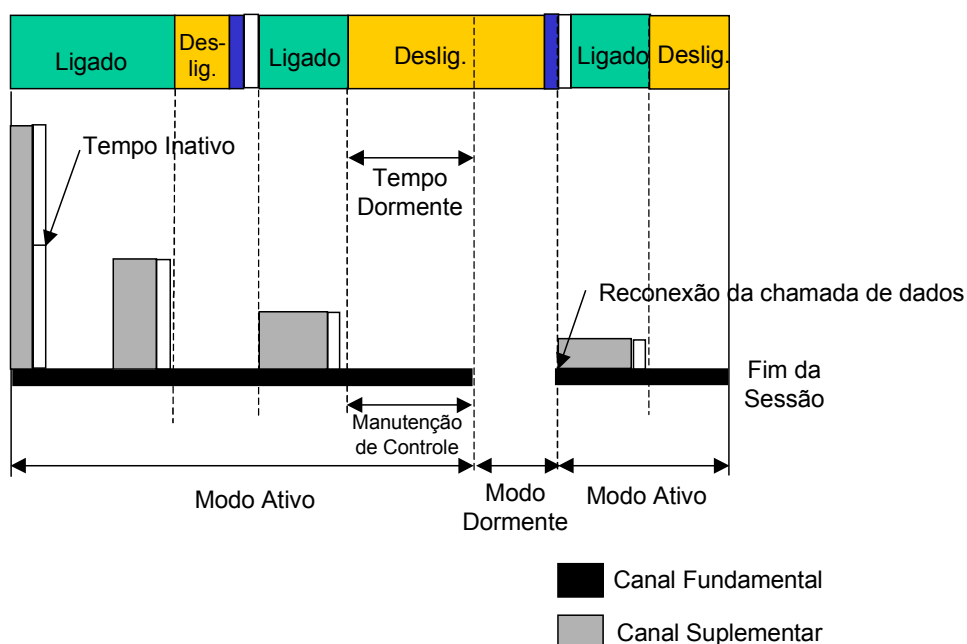 Ligado
Des-
lig.
Ligado
Deslig.
Ligado
Deslig.
Tempo Inativo
Tempo
Dormente
Reconexão da chamada de dados
Fim da
Sessão
Manutenção
de Controle
Modo Ativo
Modo
Dormente
Modo Ativo
Canal Fundamental
Canal Suplementar